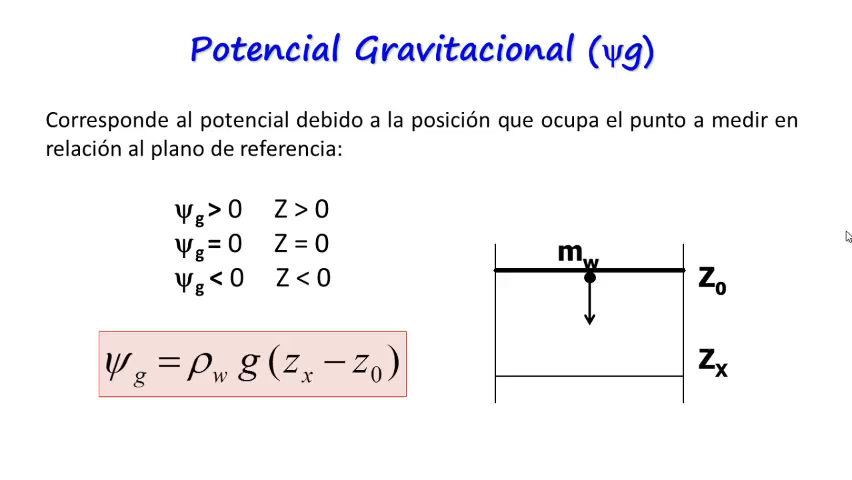 Potencial Gravitacional (ψg)
Corresponde al potencial debido a la posición que ocupa el punto a medir en
relación al plano de referencia:
ψg > 0 Z > 0
ψg = 0 Z = 0
ψg < 0 Z < 0
ψg = ρw g (zx − z0)
mw
Z0
ZX